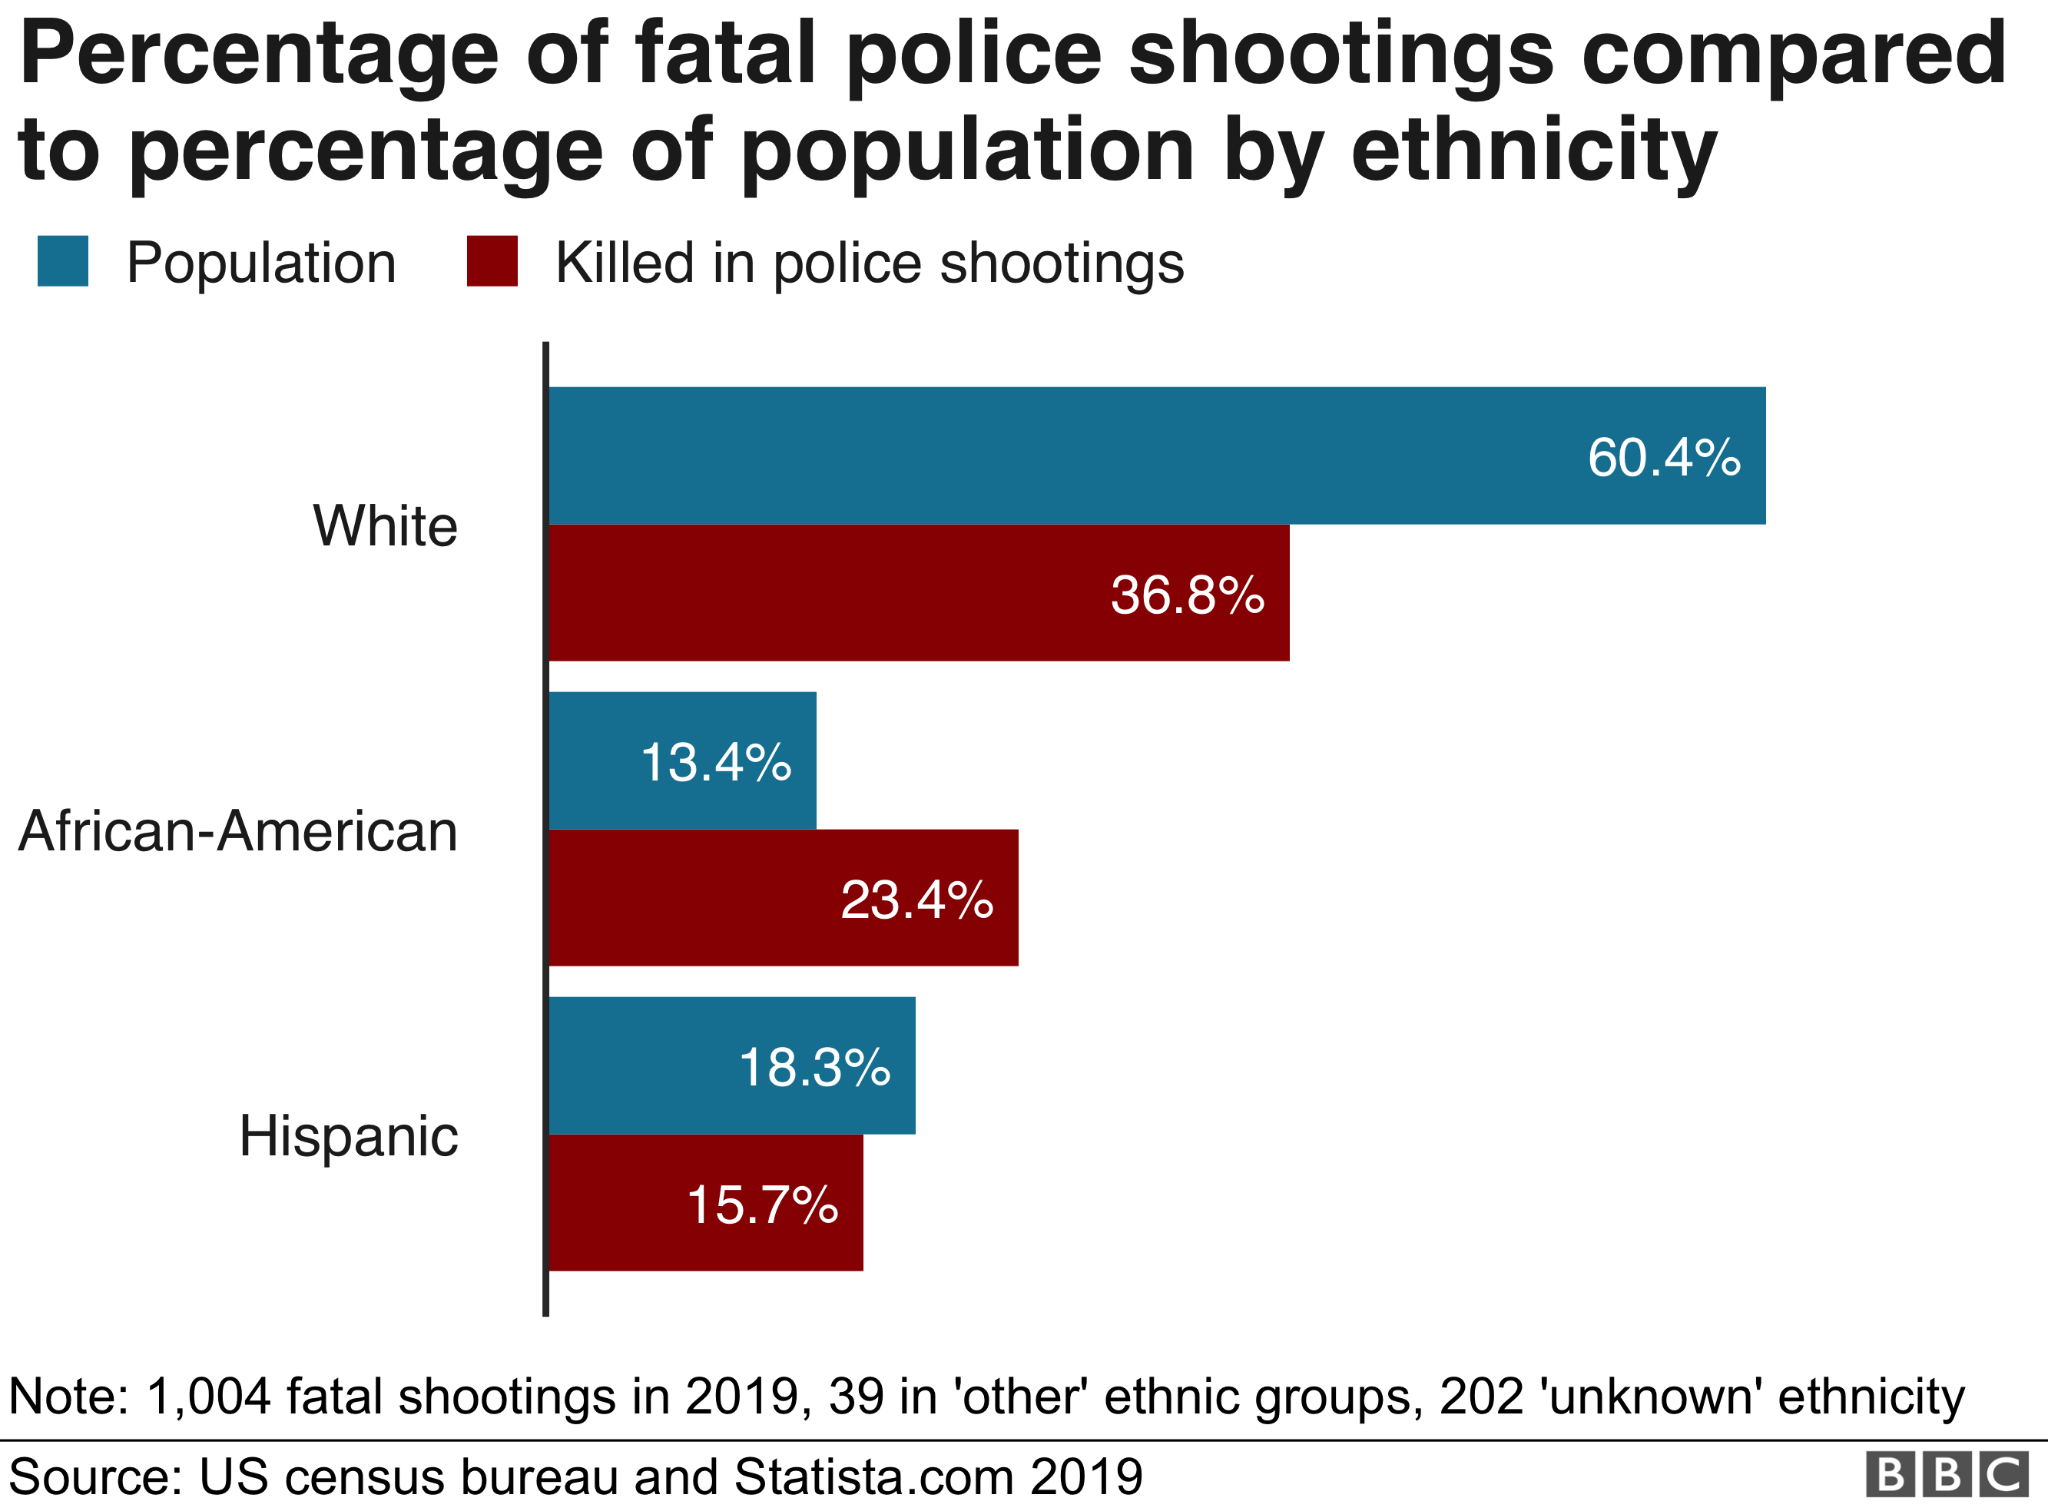 Percentage of fatal police shootings compared
to percentage of population by ethnicity
Population Killed in police shootings
White
60.4%
36.8%
African-American
13.4%
23.4%
Hispanic
18.3%
15.7%
Note: 1,004 fatal shootings in 2019, 39 in 'other' ethnic groups, 202 'unknown' ethnicity
Source: US census bureau and Statista.com 2019
BBC